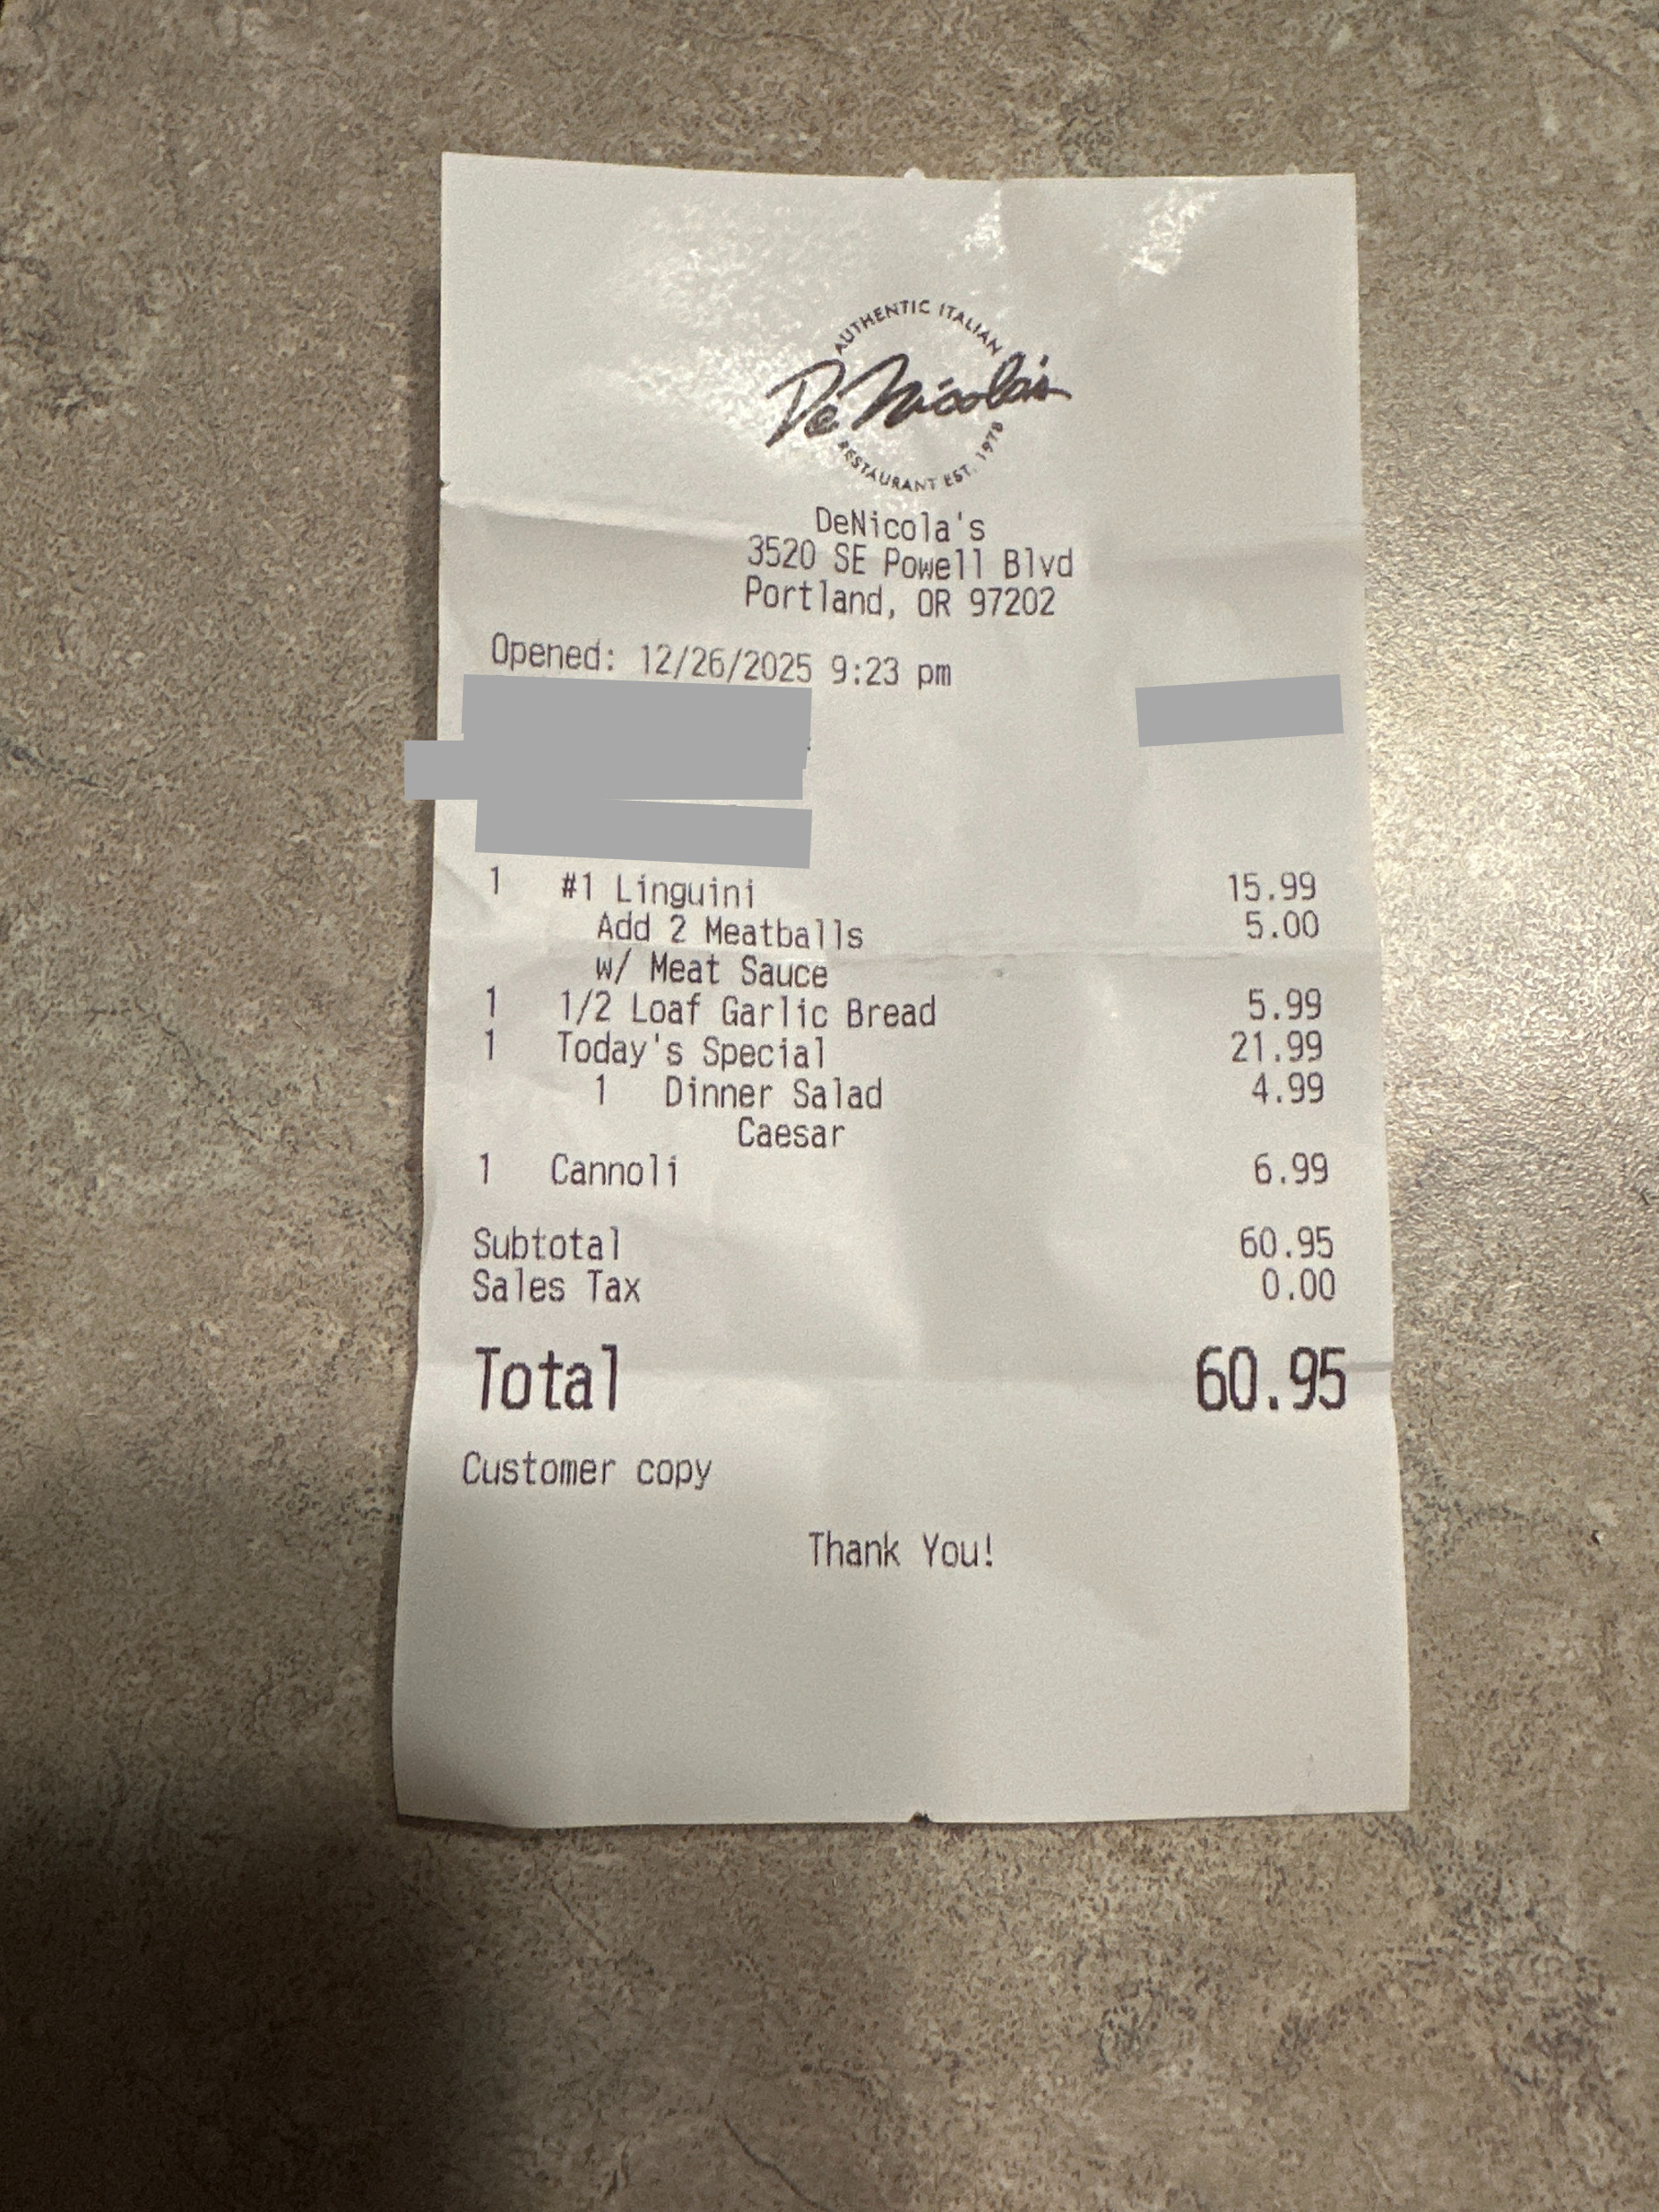 AUTHENTIC ITALIAN
DeNicola's
RESTAURANT EST. 1978
DeNicola's
3520 SE Powell Blvd
Portland, OR 97202
Opened: 12/26/2025 9:23 pm
1 #1 Linguini 15.99
Add 2 Meatballs 5.00
w/ Meat Sauce
1 1/2 Loaf Garlic Bread 5.99
1 Today's Special 21.99
1 Dinner Salad 4.99
Caesar
1 Cannoli 6.99
Subtotal 60.95
Sales Tax 0.00
Total 60.95
Customer copy
Thank You!